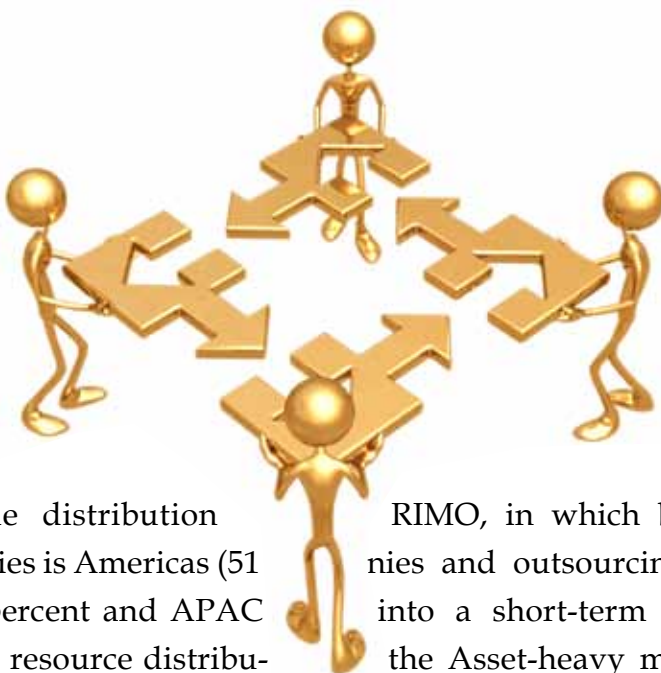 e distribution
ies is Americas (51
percent and APAC
resource distribu-
RIMO, in which b
nies and outsourcin
into a short-term
the Asset-heavy m